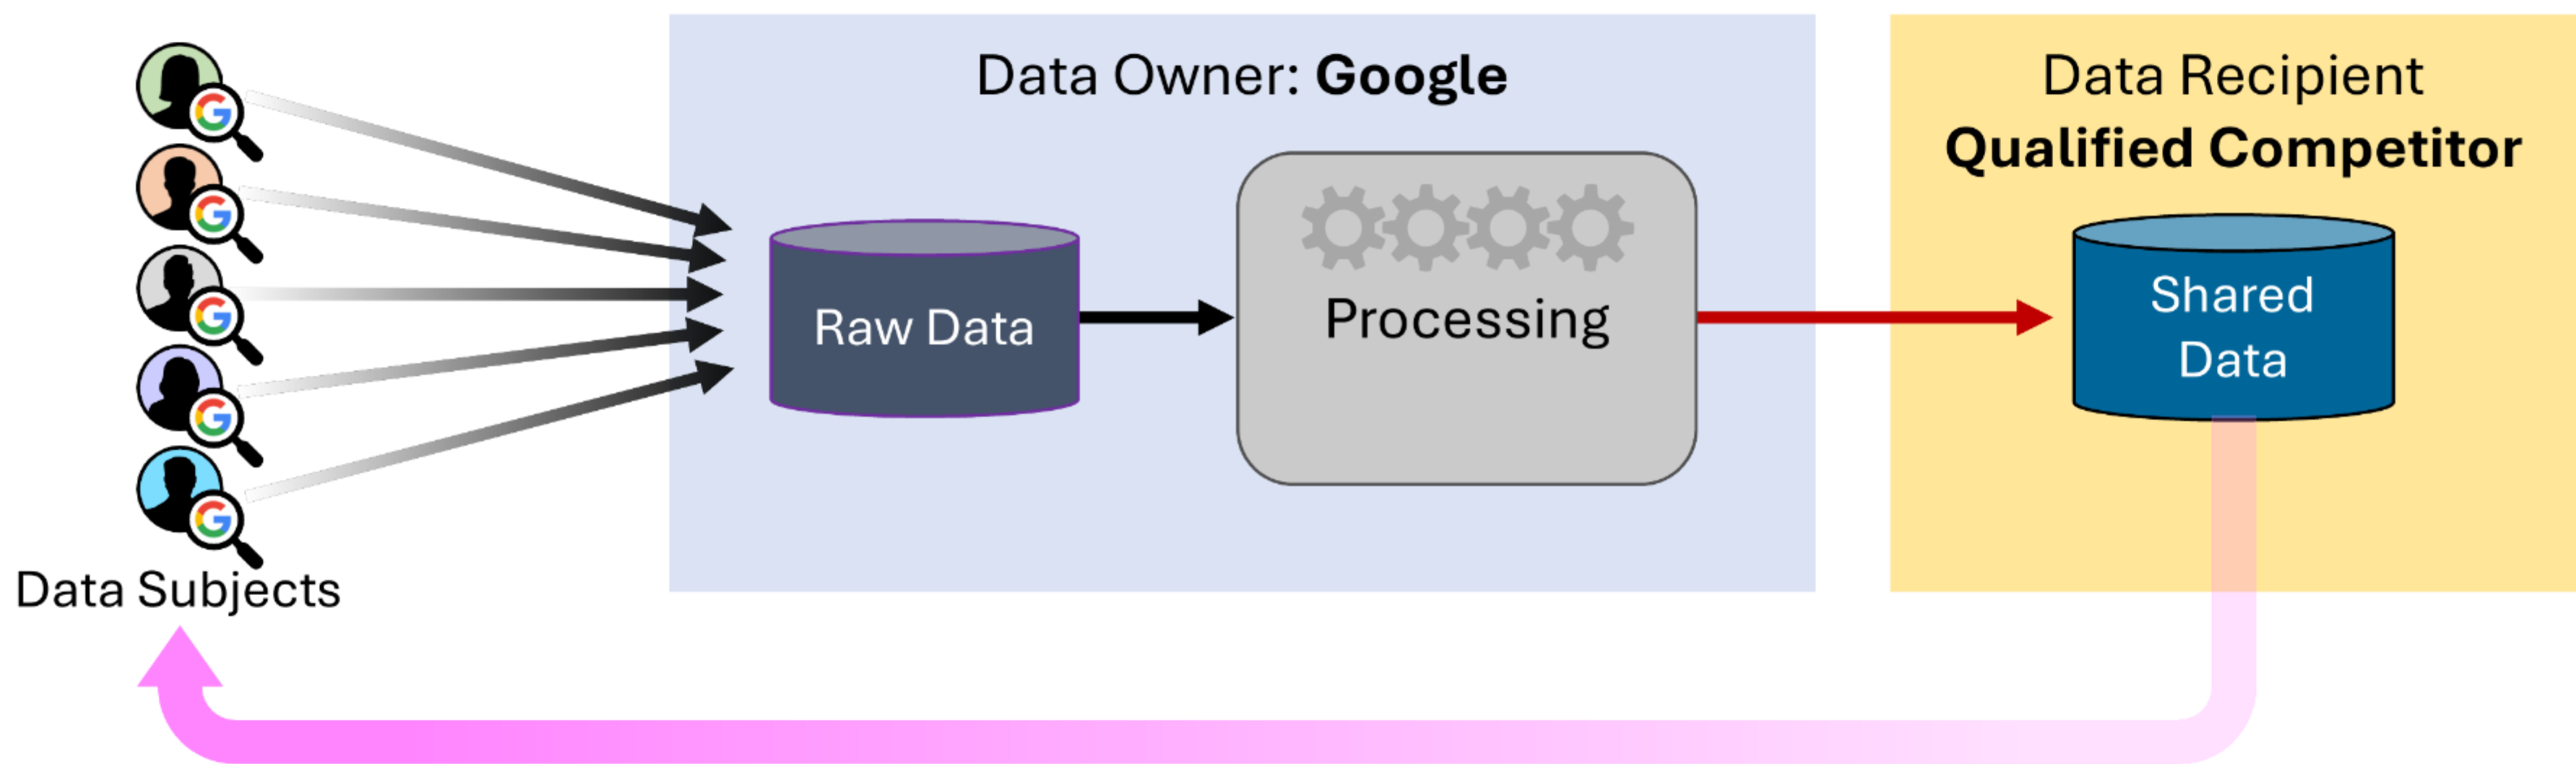 Data Owner: Google
Data Recipient
Qualified Competitor
G
G
G
G
G
Raw Data
Processing
Shared
Data
Data Subjects